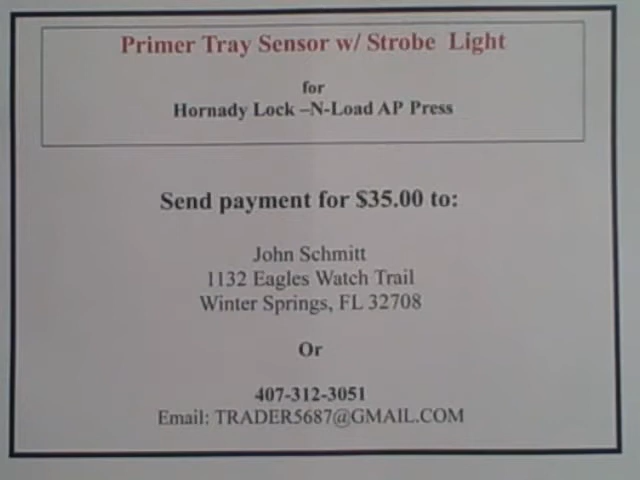 Primer Tray Sensor w/ Strobe Light
for
Hornady Lock –N-Load AP Press
Send payment for $35.00 to:
John Schmitt
1132 Eagles Watch Trail
Winter Springs, FL 32708
Or
407-312-3051
Email: TRADER5687@GMAIL.COM